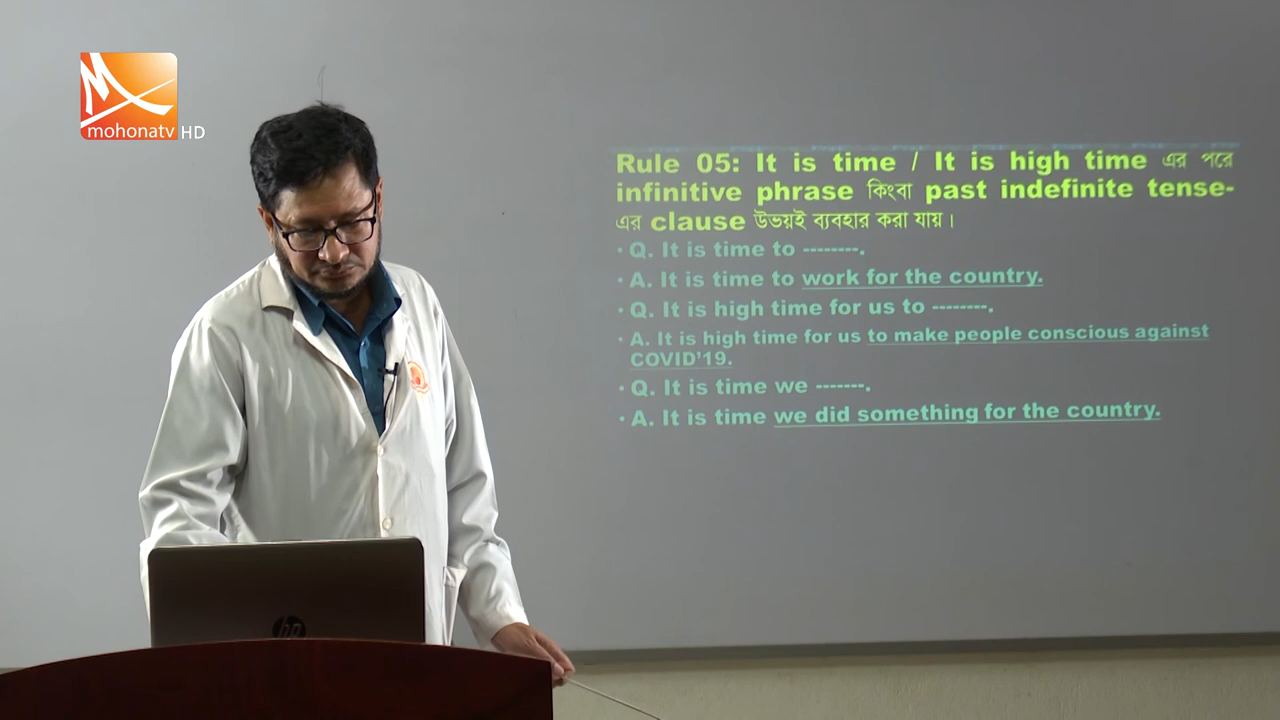 mohonatv HD
Rule 05: It is time / It is high time এর পরে
infinitive phrase কিংবা past indefinite tense-
এর clause উভয়ই ব্যবহার করা যায়।
• Q. It is time to --------.
• A. It is time to work for the country.
• Q. It is high time for us to --------.
• A. It is high time for us to make people conscious against
COVID'19.
• Q. It is time we -------.
• A. It is time we did something for the country.
hp